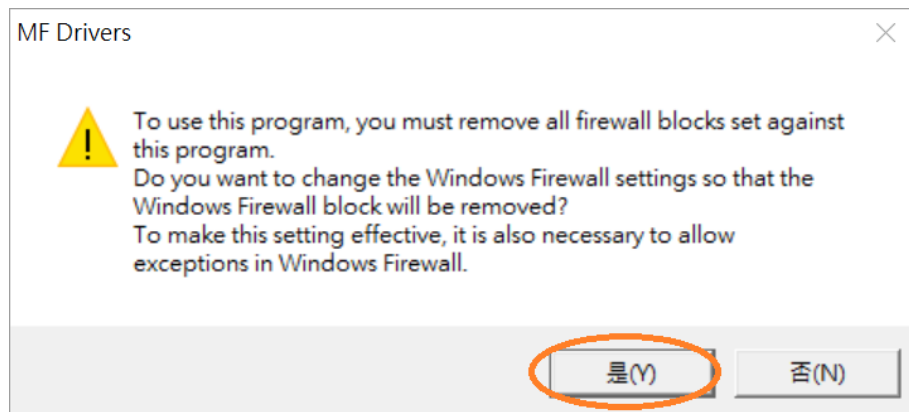 MF Drivers
To use this program, you must remove all firewall blocks set against
this program.
Do you want to change the Windows Firewall settings so that the
Windows Firewall block will be removed?
To make this setting effective, it is also necessary to allow
exceptions in Windows Firewall.
是(Y)
否(N)